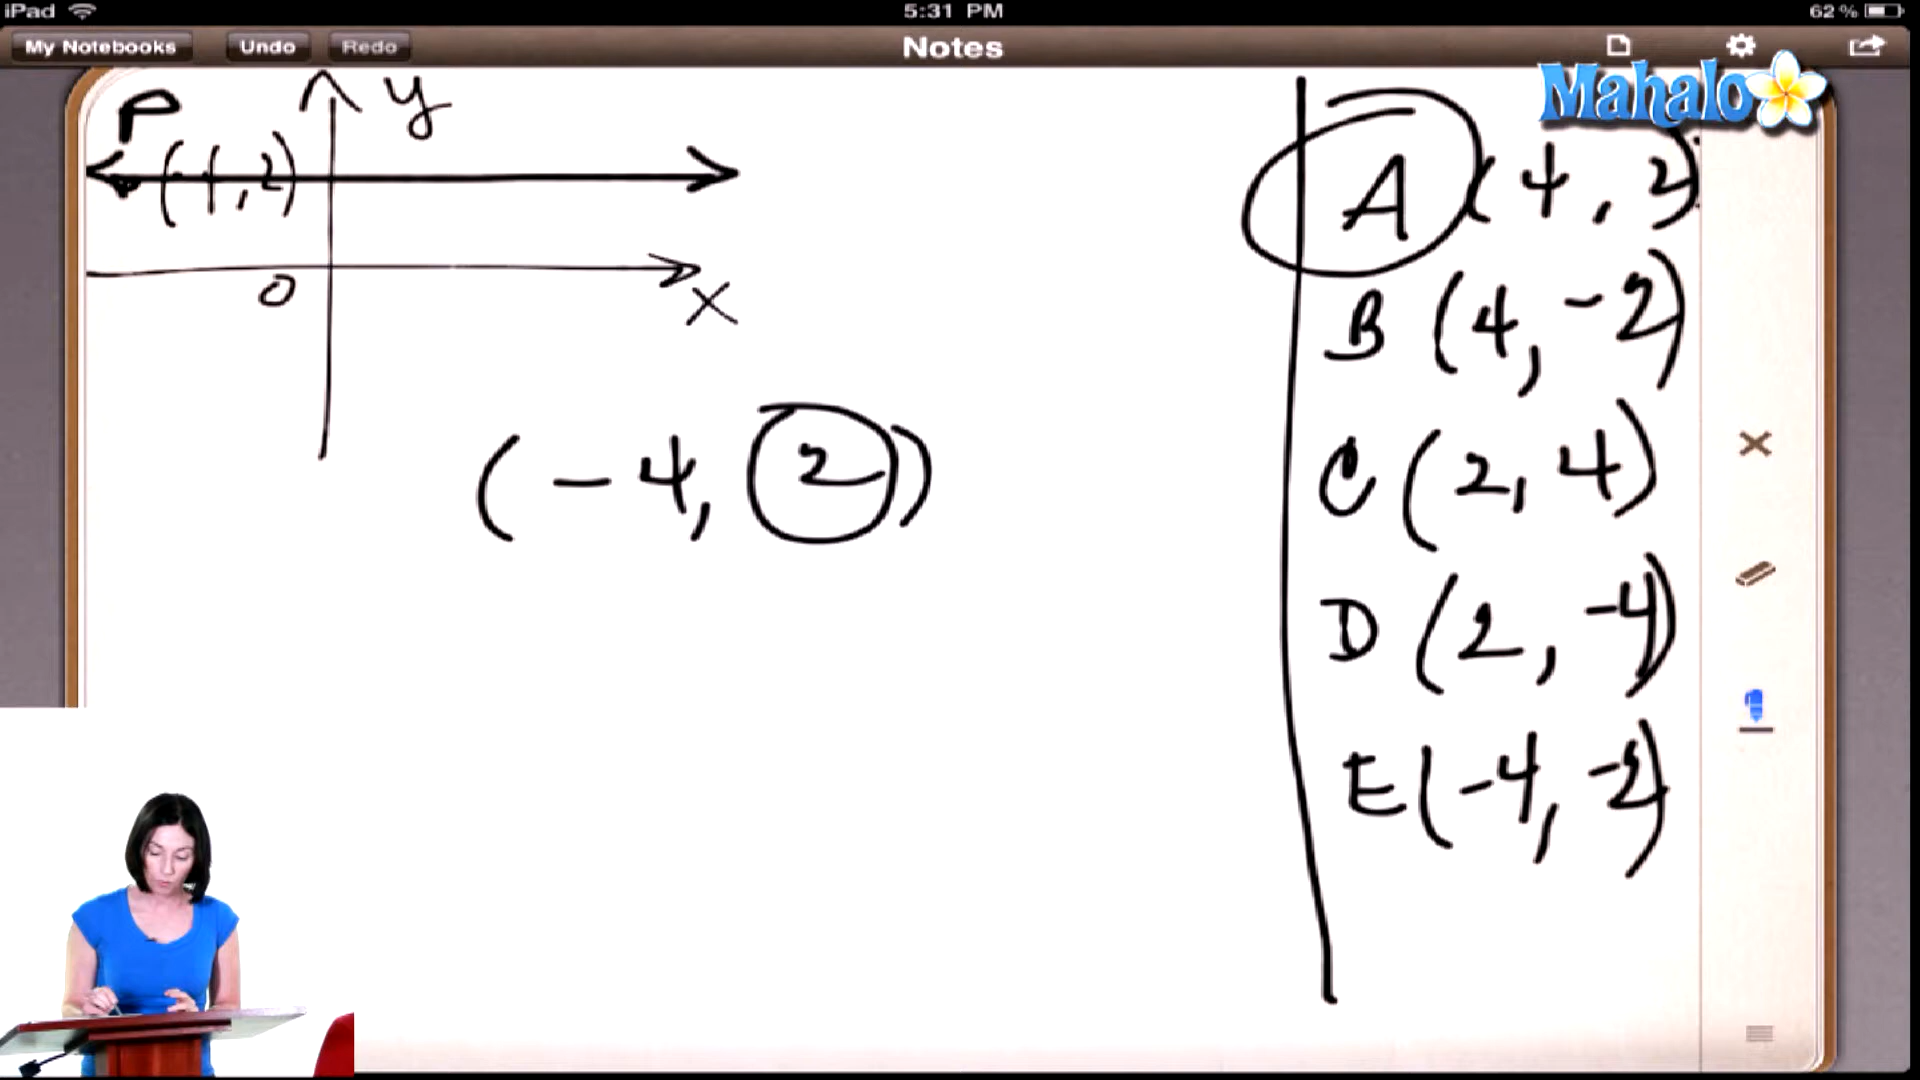 iPad 5:31 PM 62%
My Notebooks Undo Redo Notes
Mahalo
P y
(-4, 2)
0
x
(-4, 2)
A (4, 2)
B (4, -2)
C (2, 4)
D (2, -4)
E (-4, -2)